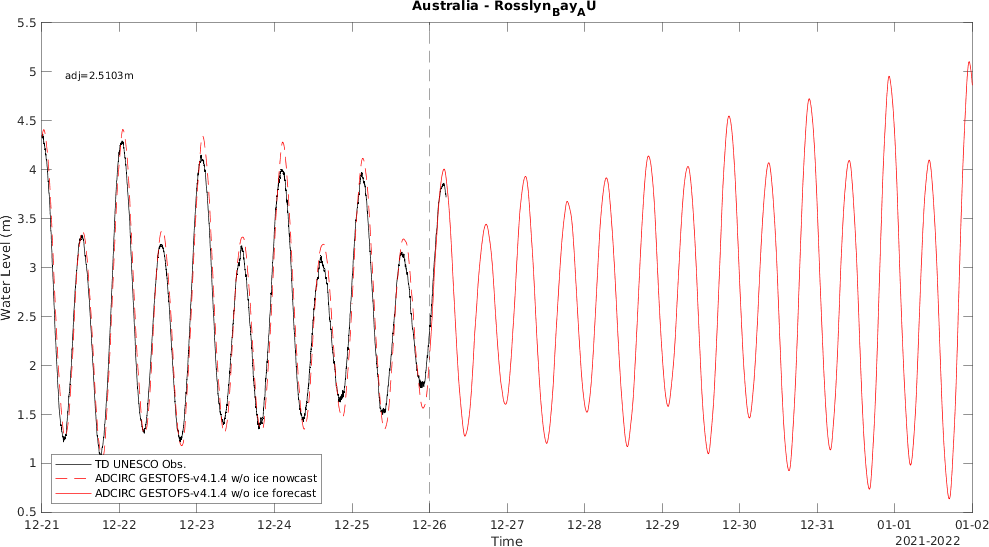 Australia - Rosslyn_Bay_AU
5.5
5
adj=2.5103m
4.5
4
3.5
3
Water Level (m)
2.5
2
1.5
1
0.5
TD UNESCO Obs.
ADCIRC GESTOFS-v4.1.4 w/o ice nowcast
ADCIRC GESTOFS-v4.1.4 w/o ice forecast
12-21 12-22 12-23 12-24 12-25 12-26 12-27 12-28 12-29 12-30 12-31 01-01 01-02
Time
2021-2022